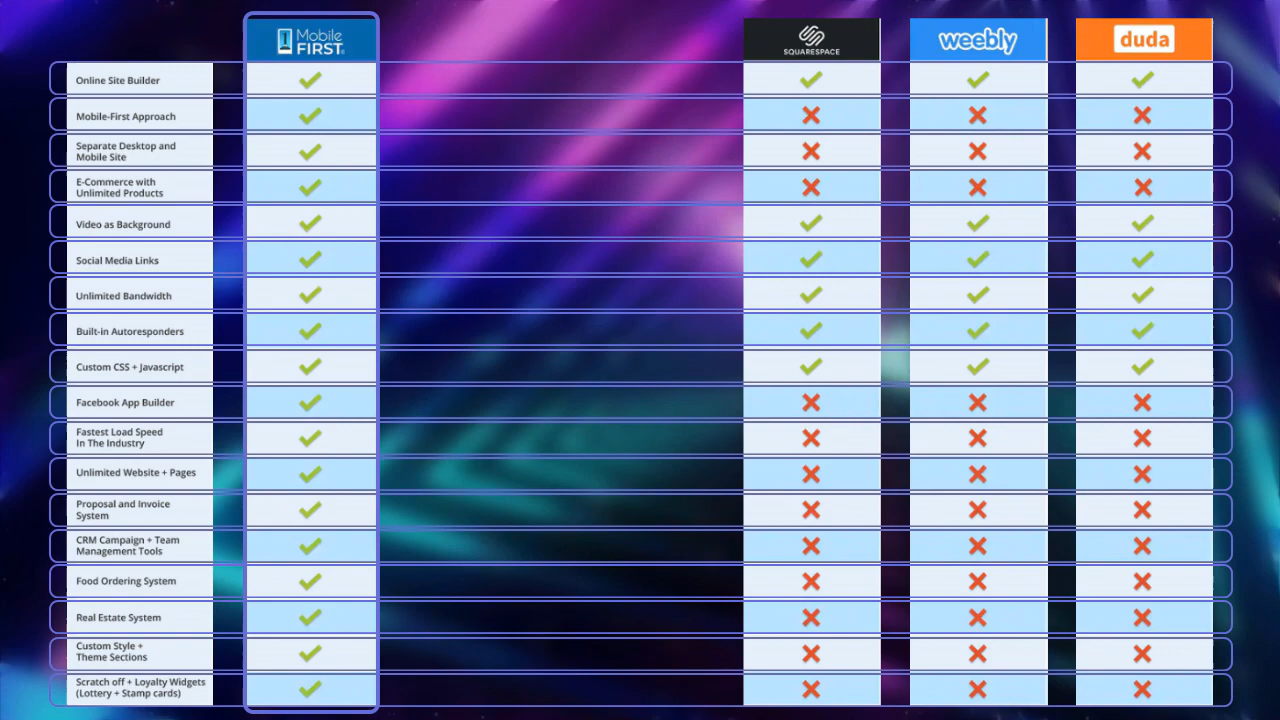 Mobile
FIRST
SQUARESPACE
weebly
duda
Online Site Builder
Mobile-First Approach
Separate Desktop and
Mobile Site
E-Commerce with
Unlimited Products
Video as Background
Social Media Links
Unlimited Bandwidth
Built-in Autoresponders
Custom CSS + Javascript
Facebook App Builder
Fastest Load Speed
In The Industry
Unlimited Website + Pages
Proposal and Invoice
System
CRM Campaign + Team
Management Tools
Food Ordering System
Real Estate System
Custom Style +
Theme Sections
Scratch off + Loyalty Widgets
(Lottery + Stamp cards)